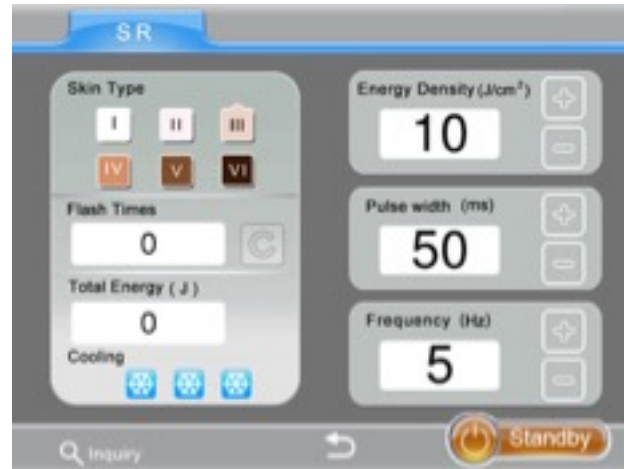 SR
Skin Type
I II III
IV V VI
Flash Times
0 C
Total Energy ( J )
0
Cooling
Energy Density (J/cm²)
10
Pulse width (ms)
50
Frequency (Hz)
5
Inquiry
Standby